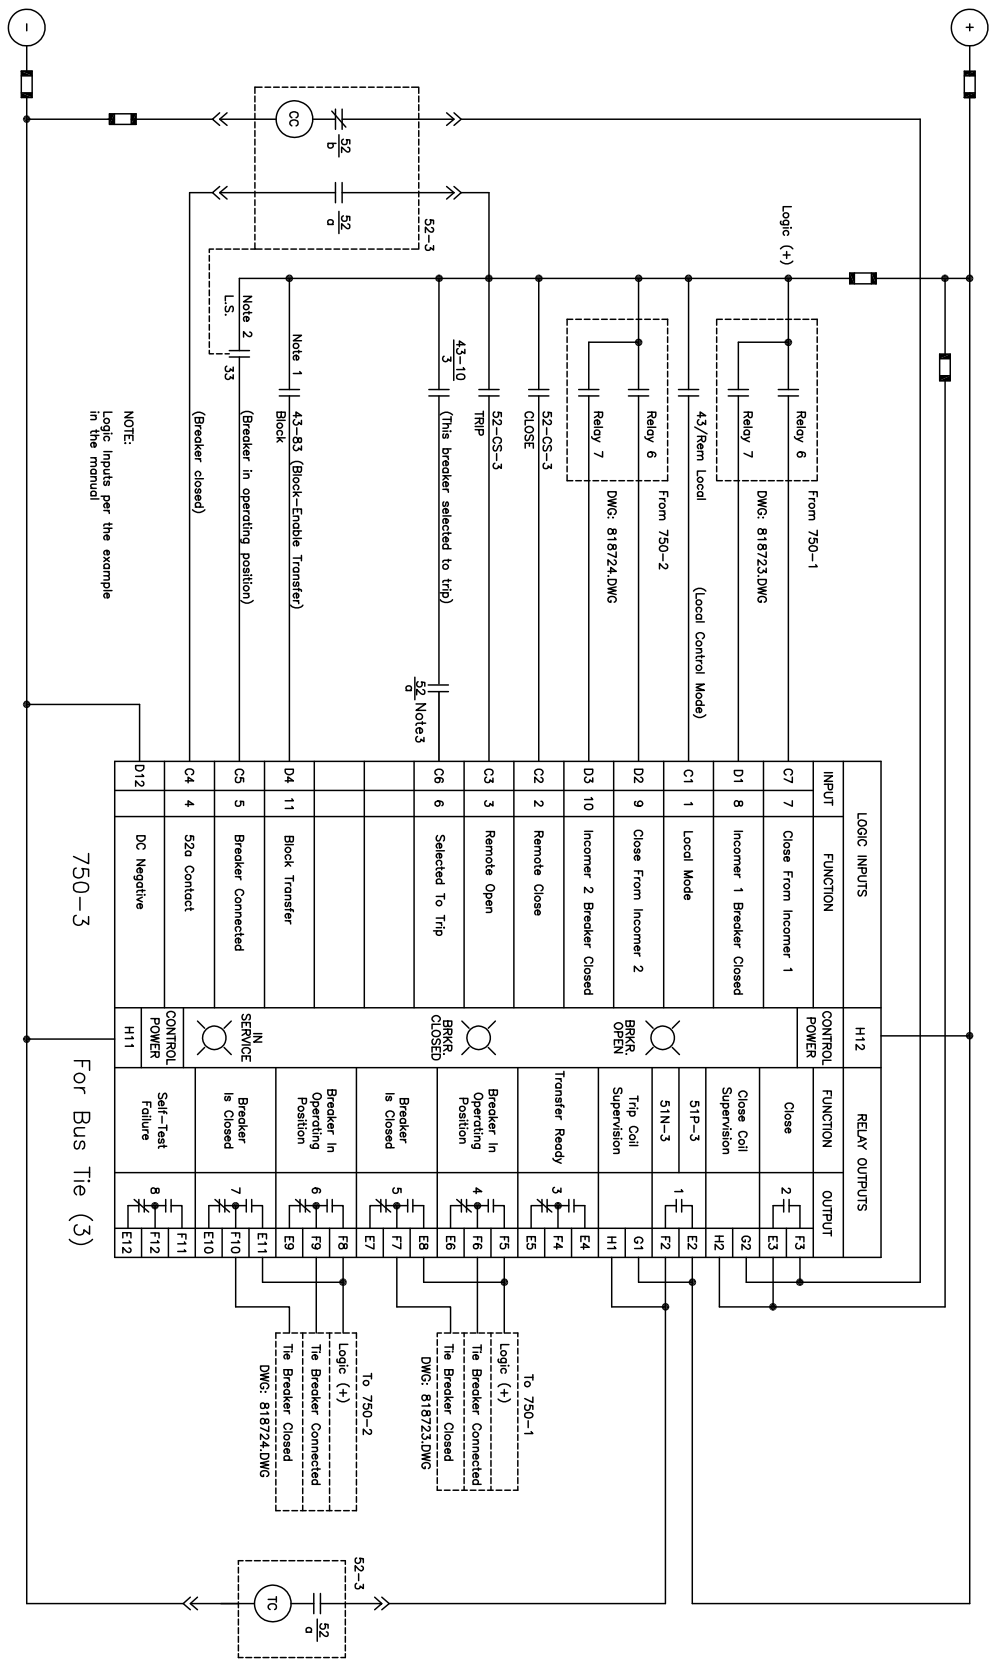 +
-
Logic (+)
Relay 6
Relay 7
From 750-1
DWG: 818723.DWG
43/Rem Local
(Local Control Mode)
Relay 6
Relay 7
From 750-2
DWG: 818724.DWG
52-CS-3
CLOSE
52-CS-3
TRIP
43-10
3
(This breaker selected to trip)
52
a
Note3
Note 1
43-83 (Block-Enable Transfer)
Block
Note 2
L.S.
33
(Breaker in operating position)
(Breaker closed)
52-3
CC
52
b
52
a
NOTE:
Logic Inputs per the example
in the manual
LOGIC INPUTS
INPUT
FUNCTION
C7 7 Close From Incomer 1
D1 8 Incomer 1 Breaker Closed
C1 1 Local Mode
D2 9 Close From Incomer 2
D3 10 Incomer 2 Breaker Closed
C2 2 Remote Close
C3 3 Remote Open
C6 6 Selected To Trip
D4 11 Block Transfer
C5 5 Breaker Connected
C4 4 52a Contact
D12 DC Negative
H12
CONTROL
POWER
BRKR.
OPEN
BRKR.
CLOSED
IN
SERVICE
CONTROL
POWER
H11
RELAY OUTPUTS
FUNCTION
OUTPUT
Close
2
F3
E3
Close Coil
Supervision
G2
H2
51P-3
51N-3
1
E2
F2
Trip Coil
Supervision
G1
H1
Transfer Ready
3
E4
F4
E5
Breaker In
Operating
Position
4
F5
F6
E6
Breaker
Is Closed
5
E8
F7
E7
Breaker In
Operating
Position
6
F8
F9
E9
Breaker
Is Closed
7
E11
F10
E10
Self-Test
Failure
8
F11
F12
E12
To 750-1
Logic (+)
Tie Breaker Connected
Tie Breaker Closed
DWG: 818723.DWG
To 750-2
Logic (+)
Tie Breaker Connected
Tie Breaker Closed
DWG: 818724.DWG
52-3
TC
52
a
750-3
For Bus Tie (3)